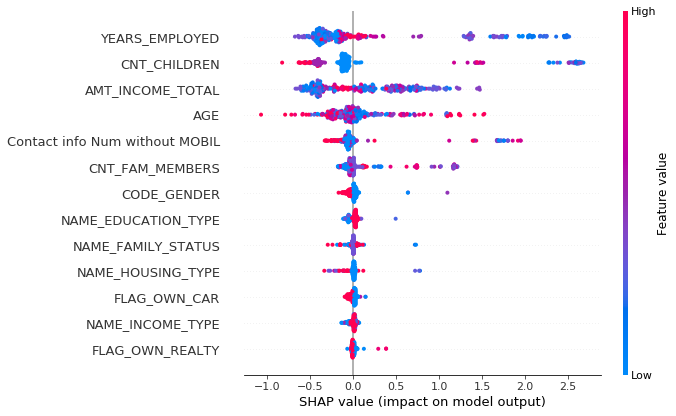 High
YEARS_EMPLOYED
CNT_CHILDREN
AMT_INCOME_TOTAL
AGE
Contact info Num without MOBIL
CNT_FAM_MEMBERS
CODE_GENDER
NAME_EDUCATION_TYPE
NAME_FAMILY_STATUS
NAME_HOUSING_TYPE
FLAG_OWN_CAR
NAME_INCOME_TYPE
FLAG_OWN_REALTY
Feature value
Low
−1.0 −0.5 0.0 0.5 1.0 1.5 2.0 2.5
SHAP value (impact on model output)